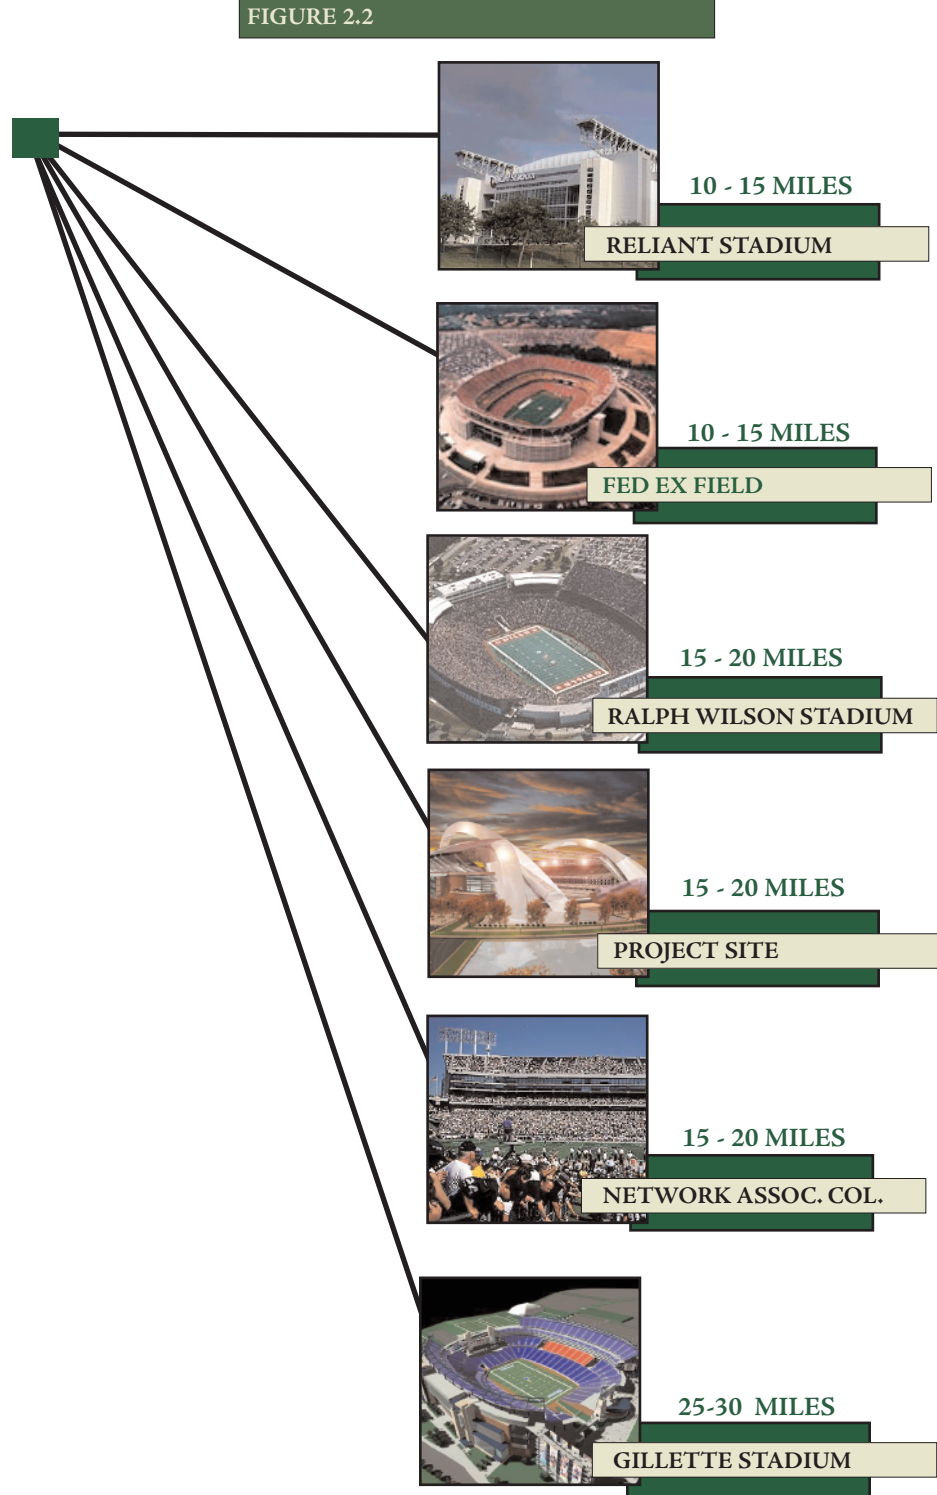 FIGURE 2.2
10 - 15 MILES
RELIANT STADIUM
10 - 15 MILES
FED EX FIELD
15 - 20 MILES
RALPH WILSON STADIUM
15 - 20 MILES
PROJECT SITE
15 - 20 MILES
NETWORK ASSOC. COL.
25-30 MILES
GILLETTE STADIUM